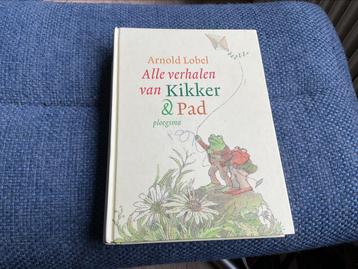 Arnold Lobel
Alle verhalen
van Kikker
& Pad
ploegsma